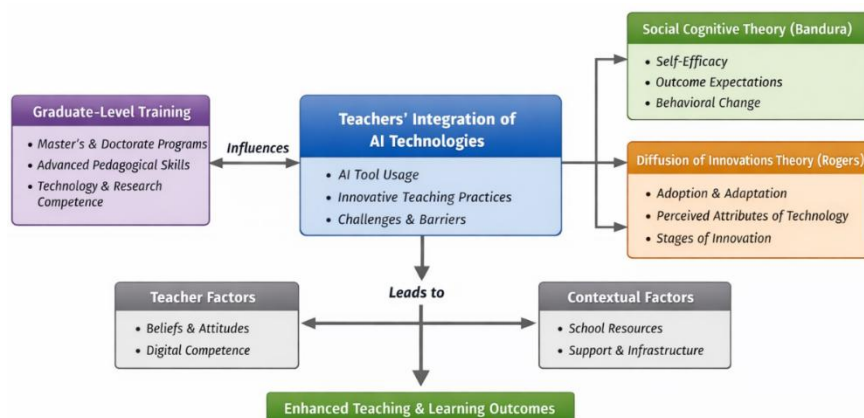 Social Cognitive Theory (Bandura)
• Self-Efficacy
• Outcome Expectations
• Behavioral Change
Graduate-Level Training
• Master's & Doctorate Programs
• Advanced Pedagogical Skills
• Technology & Research
Competence
Influences
Teachers' Integration of
AI Technologies
• AI Tool Usage
• Innovative Teaching Practices
• Challenges & Barriers
Diffusion of Innovations Theory (Rogers)
• Adoption & Adaptation
• Perceived Attributes of Technology
• Stages of Innovation
Leads to
Teacher Factors
• Beliefs & Attitudes
• Digital Competence
Contextual Factors
• School Resources
• Support & Infrastructure
Enhanced Teaching & Learning Outcomes